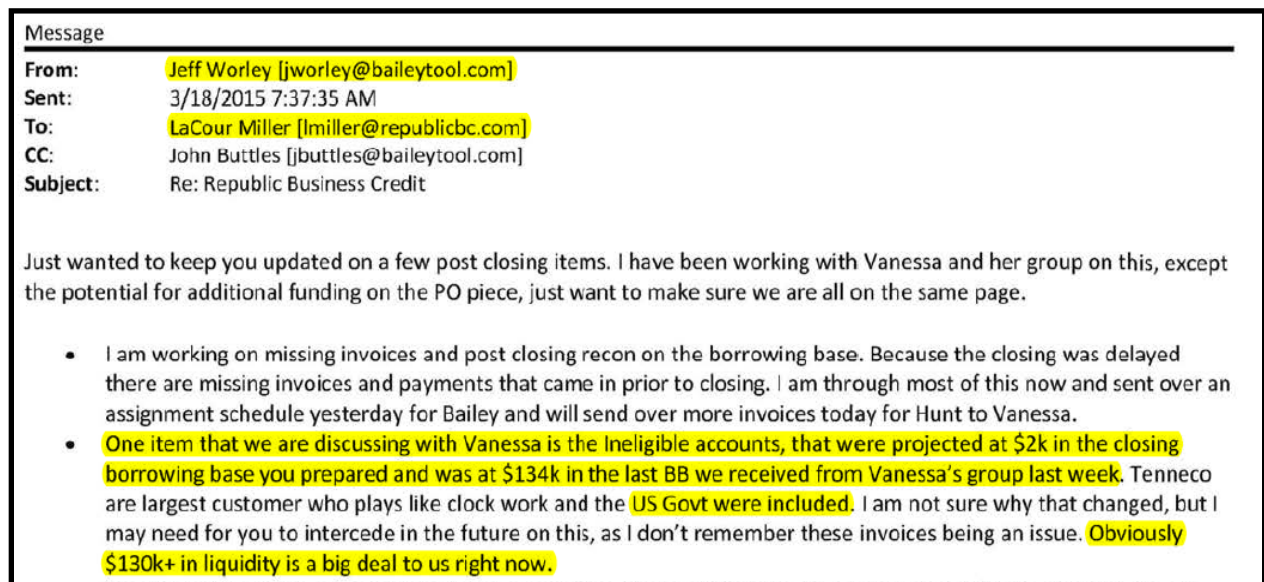 Message
From: Jeff Worley [jworley@baileytool.com]
Sent: 3/18/2015 7:37:35 AM
To: LaCour Miller [lmiller@republicbc.com]
CC: John Buttles [jbuttles@baileytool.com]
Subject: Re: Republic Business Credit
Just wanted to keep you updated on a few post closing items. I have been working with Vanessa and her group on this, except
the potential for additional funding on the PO piece, just want to make sure we are all on the same page.
• I am working on missing invoices and post closing recon on the borrowing base. Because the closing was delayed
there are missing invoices and payments that came in prior to closing. I am through most of this now and sent over an
assignment schedule yesterday for Bailey and will send over more invoices today for Hunt to Vanessa.
• One item that we are discussing with Vanessa is the Ineligible accounts, that were projected at $2k in the closing
borrowing base you prepared and was at $134k in the last BB we received from Vanessa's group last week. Tenneco
are largest customer who plays like clock work and the US Govt were included. I am not sure why that changed, but I
may need for you to intercede in the future on this, as I don't remember these invoices being an issue. Obviously
$130k+ in liquidity is a big deal to us right now.